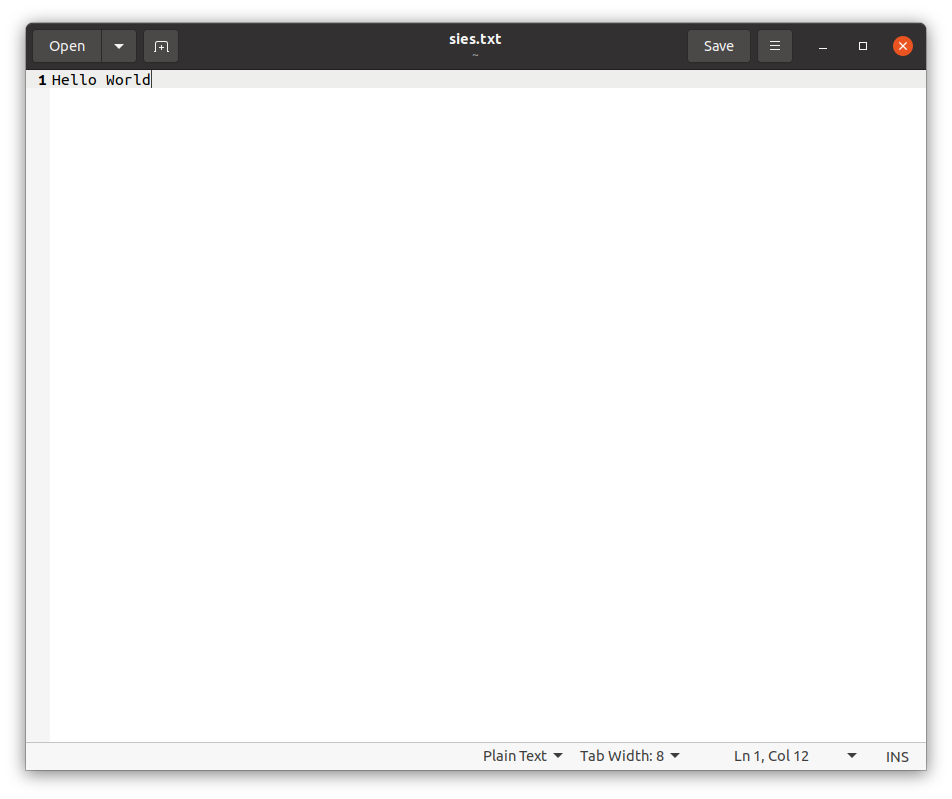 Open
sies.txt
~
Save
1 Hello World
Plain Text Tab Width: 8 Ln 1, Col 12 INS